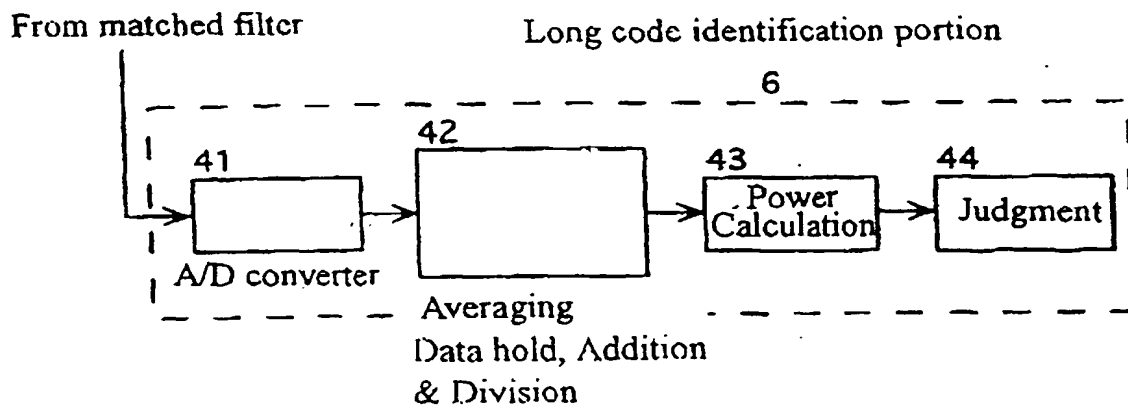 From matched filter
Long code identification portion
6
41
42
43
44
Power
Calculation
Judgment
A/D converter
Averaging
Data hold, Addition
& Division